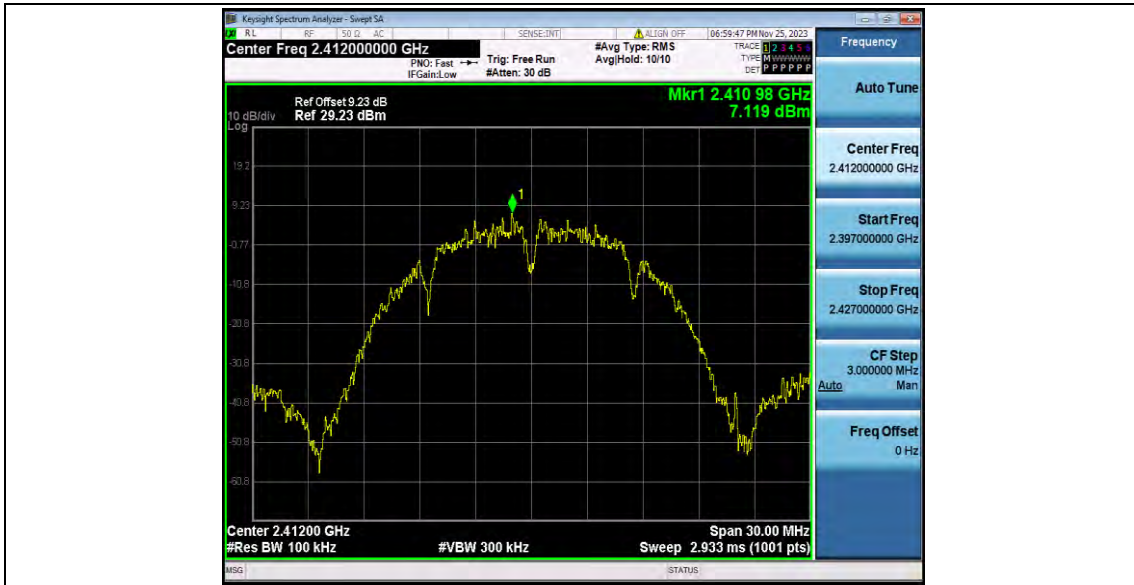 Keysight Spectrum Analyzer - Swept SA
RL RF 50 Ω AC SENSE:INT ALIGN OFF 06:59:47 PM Nov 25, 2023
Center Freq 2.412000000 GHz
PNO: Fast
IFGain:Low
Trig: Free Run
#Atten: 30 dB
#Avg Type: RMS
Avg|Hold: 10/10
TRACE 1 2 3 4 5 6
TYPE M WWWWW
DET P P P P P P
Ref Offset 9.23 dB
10 dB/div Ref 29.23 dBm
Log
Mkr1 2.410 98 GHz
7.119 dBm
19.2
9.23
-0.77
-10.8
-20.8
-30.8
-40.8
-50.8
-60.8
1
Center 2.41200 GHz Span 30.00 MHz
#Res BW 100 kHz #VBW 300 kHz Sweep 2.933 ms (1001 pts)
MSG STATUS
Frequency
Auto Tune
Center Freq
2.412000000 GHz
Start Freq
2.397000000 GHz
Stop Freq
2.427000000 GHz
CF Step
3.000000 MHz
Auto Man
Freq Offset
0 Hz